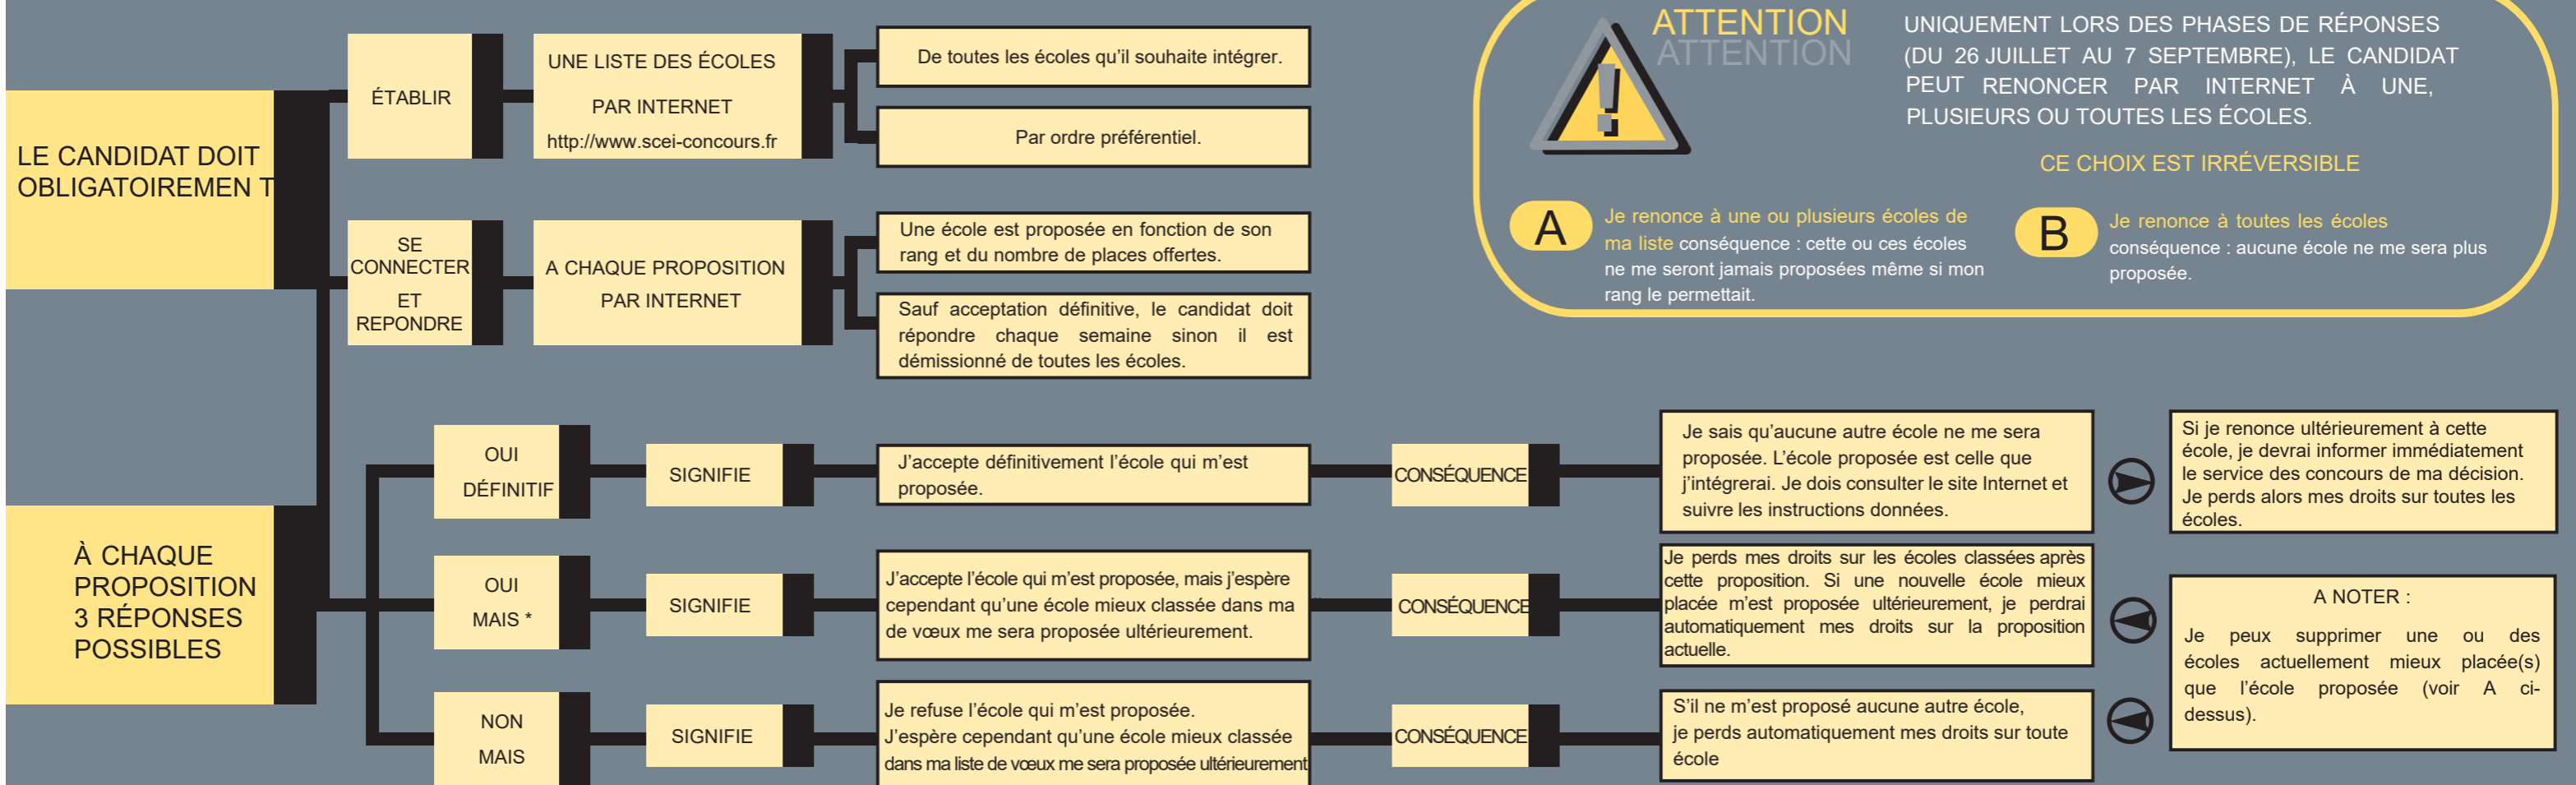 LE CANDIDAT DOIT
OBLIGATOIREMEN T
ÉTABLIR
UNE LISTE DES ÉCOLES
PAR INTERNET
http://www.scei-concours.fr
De toutes les écoles qu'il souhaite intégrer.
Par ordre préférentiel.
SE
CONNECTER
ET
REPONDRE
A CHAQUE PROPOSITION
PAR INTERNET
Une école est proposée en fonction de son
rang et du nombre de places offertes.
Sauf acceptation définitive, le candidat doit
répondre chaque semaine sinon il est
démissionné de toutes les écoles.
ATTENTION
ATTENTION
!
UNIQUEMENT LORS DES PHASES DE RÉPONSES
(DU 26 JUILLET AU 7 SEPTEMBRE), LE CANDIDAT
PEUT RENONCER PAR INTERNET À UNE,
PLUSIEURS OU TOUTES LES ÉCOLES.
CE CHOIX EST IRRÉVERSIBLE
A
Je renonce à une ou plusieurs écoles de
ma liste conséquence : cette ou ces écoles
ne me seront jamais proposées même si mon
rang le permettait.
B
Je renonce à toutes les écoles
conséquence : aucune école ne me sera plus
proposée.
À CHAQUE
PROPOSITION
3 RÉPONSES
POSSIBLES
OUI
DÉFINITIF
SIGNIFIE
J'accepte définitivement l'école qui m'est
proposée.
CONSÉQUENCE
Je sais qu'aucune autre école ne me sera
proposée. L'école proposée est celle que
j'intégrerai. Je dois consulter le site Internet et
suivre les instructions données.
Si je renonce ultérieurement à cette
école, je devrai informer immédiatement
le service des concours de ma décision.
Je perds alors mes droits sur toutes les
écoles.
OUI
MAIS *
SIGNIFIE
J'accepte l'école qui m'est proposée, mais j'espère
cependant qu'une école mieux classée dans ma
de vœux me sera proposée ultérieurement.
CONSÉQUENCE
Je perds mes droits sur les écoles classées après
cette proposition. Si une nouvelle école mieux
placée m'est proposée ultérieurement, je perdrai
automatiquement mes droits sur la proposition
actuelle.
A NOTER :
Je peux supprimer une ou des
écoles actuellement mieux placée(s)
que l'école proposée (voir A ci-
dessus).
NON
MAIS
SIGNIFIE
Je refuse l'école qui m'est proposée.
J'espère cependant qu'une école mieux classée
dans ma liste de vœux me sera proposée ultérieurement
CONSÉQUENCE
S'il ne m'est proposé aucune autre école,
je perds automatiquement mes droits sur toute
école